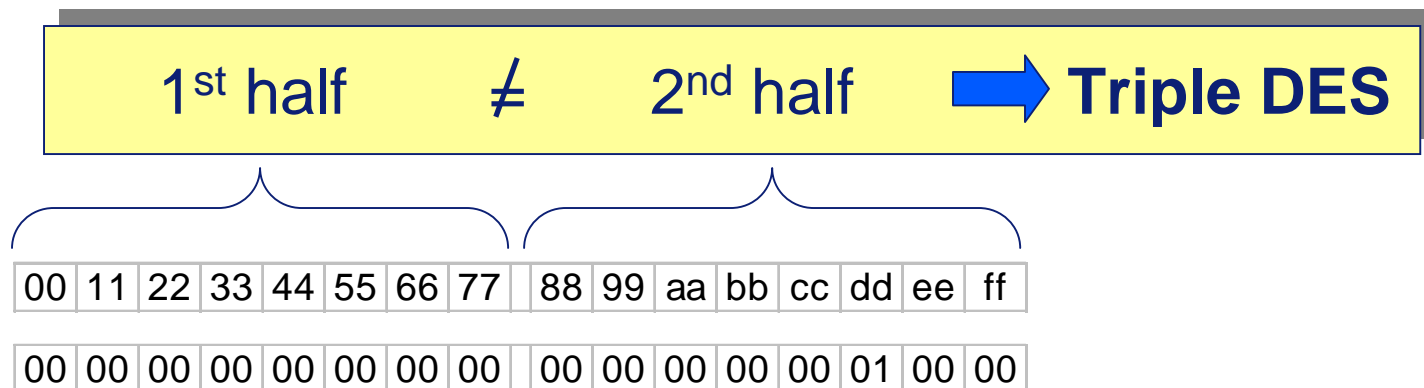 1st half ≠ 2nd half Triple DES
00 11 22 33 44 55 66 77 88 99 aa bb cc dd ee ff
00 00 00 00 00 00 00 00 00 00 00 00 00 01 00 00